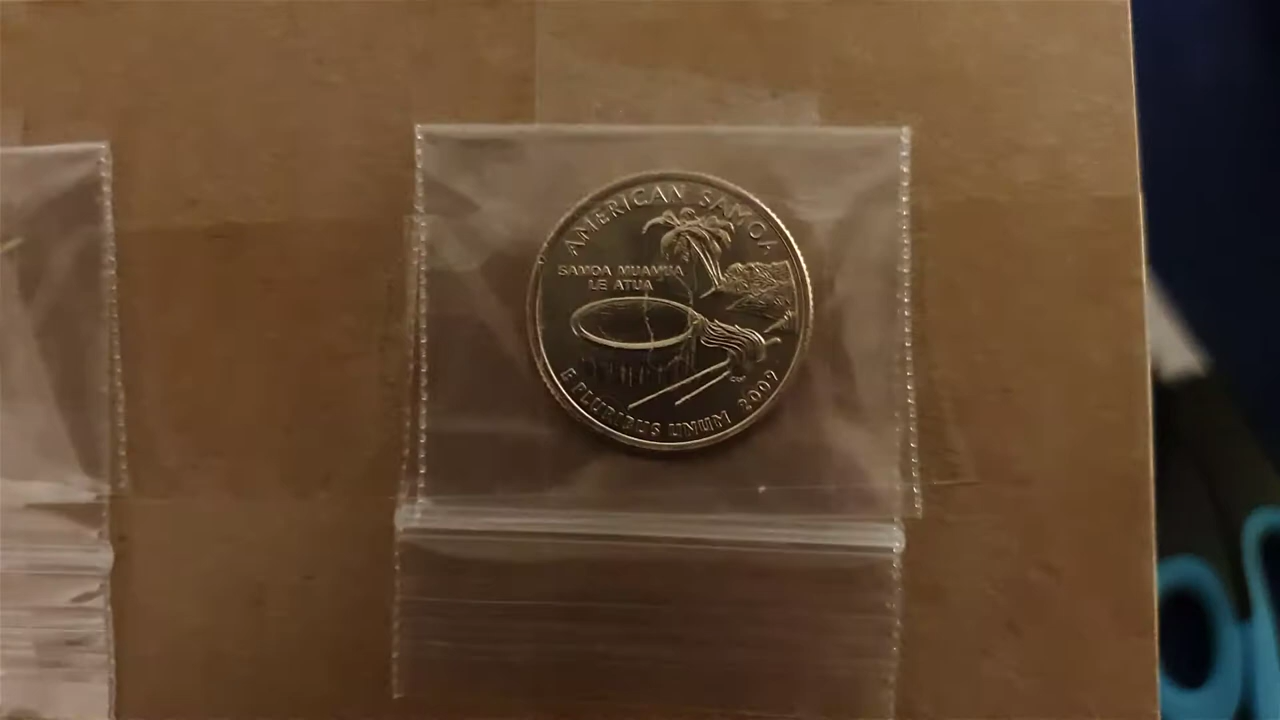 AMERICAN SAMOA
SAMOA MUAMUA
LE ATUA
E PLURIBUS UNUM 2009